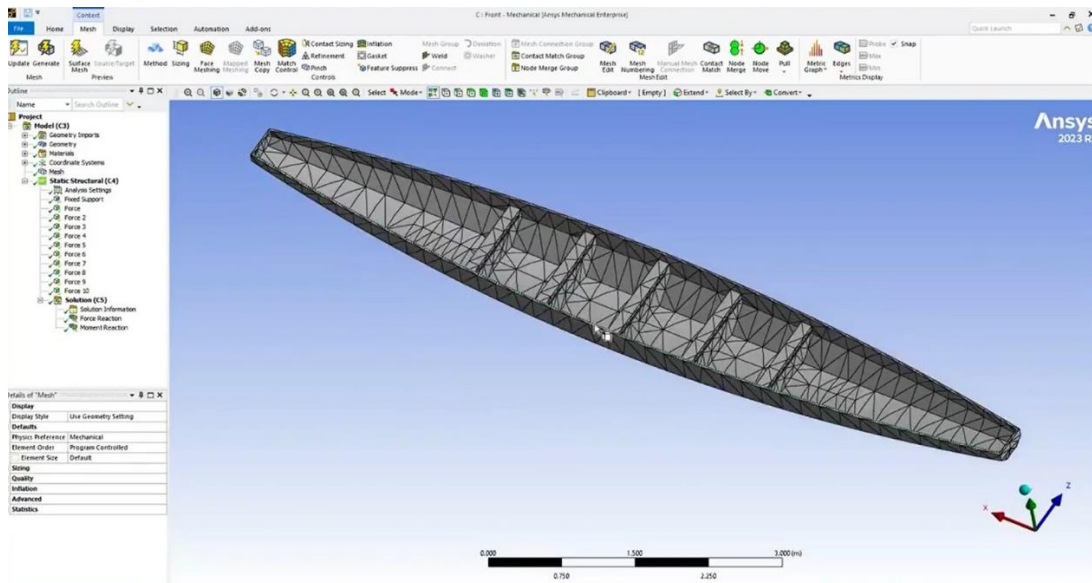 Context
C : Front - Mechanical [Ansys Mechanical Enterprise]
File Home Mesh Display Selection Automation Add-ons
Quick Launch
Update Generate Surface Mesh Source/Target Method Sizing Face Meshing Mapped Meshing Mesh Copy Match Control
Contact Sizing Inflation
Refinement Gasket
Pinch Feature Suppress
Mesh Group Deviation
Weld Washer
Connect
Mesh Connection Group
Contact Match Group
Node Merge Group
Mesh Edit Mesh Numbering Manual Mesh Connection Contact Match Node Merge Node Move Pull
Metric Graph Edges
Probe Snap
Max
Min
Mesh Preview Controls Mesh Edit Metrics Display
Outline
Name Search Outline
Select Mode Clipboard [Empty] Extend Select By Convert
Project
Model (C3)
Geometry Imports
Geometry
Materials
Coordinate Systems
Mesh
Static Structural (C4)
Analysis Settings
Fixed Support
Force
Force 2
Force 3
Force 4
Force 5
Force 6
Force 7
Force 8
Force 9
Force 10
Solution (C5)
Solution Information
Force Reaction
Moment Reaction
Details of "Mesh"
Display
Display Style Use Geometry Setting
Defaults
Physics Preference Mechanical
Element Order Program Controlled
Element Size Default
Sizing
Quality
Inflation
Advanced
Statistics
Ansys
2023 R
X
Z
0.000 1.500 3.000 (m)
0.750 2.250